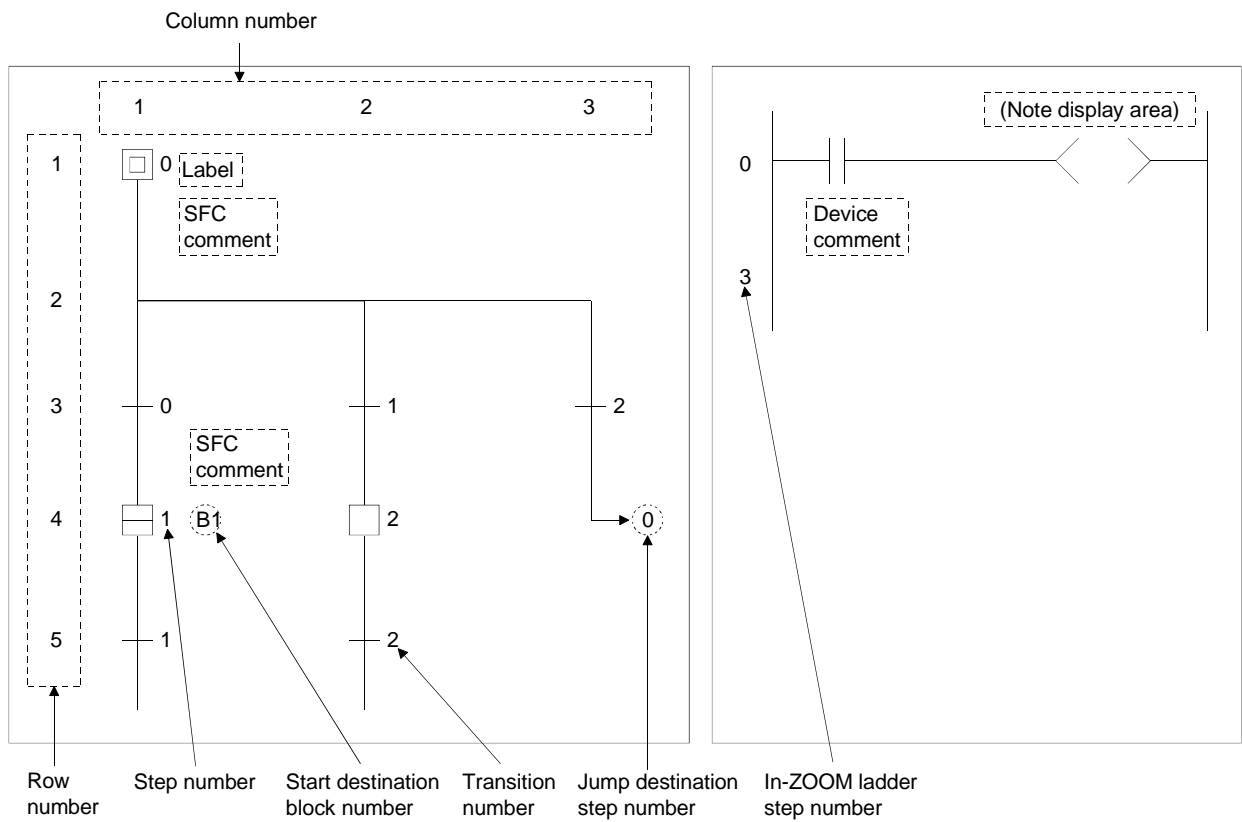 Column number
1 2 3
(Note display area)
1 0 Label
0
SFC
comment
Device
comment
3
2
3 0 1 2
SFC
comment
4 1 B1 2 0
5 1 2
Row
number
Step number
Start destination
block number
Transition
number
Jump destination
step number
In-ZOOM ladder
step number